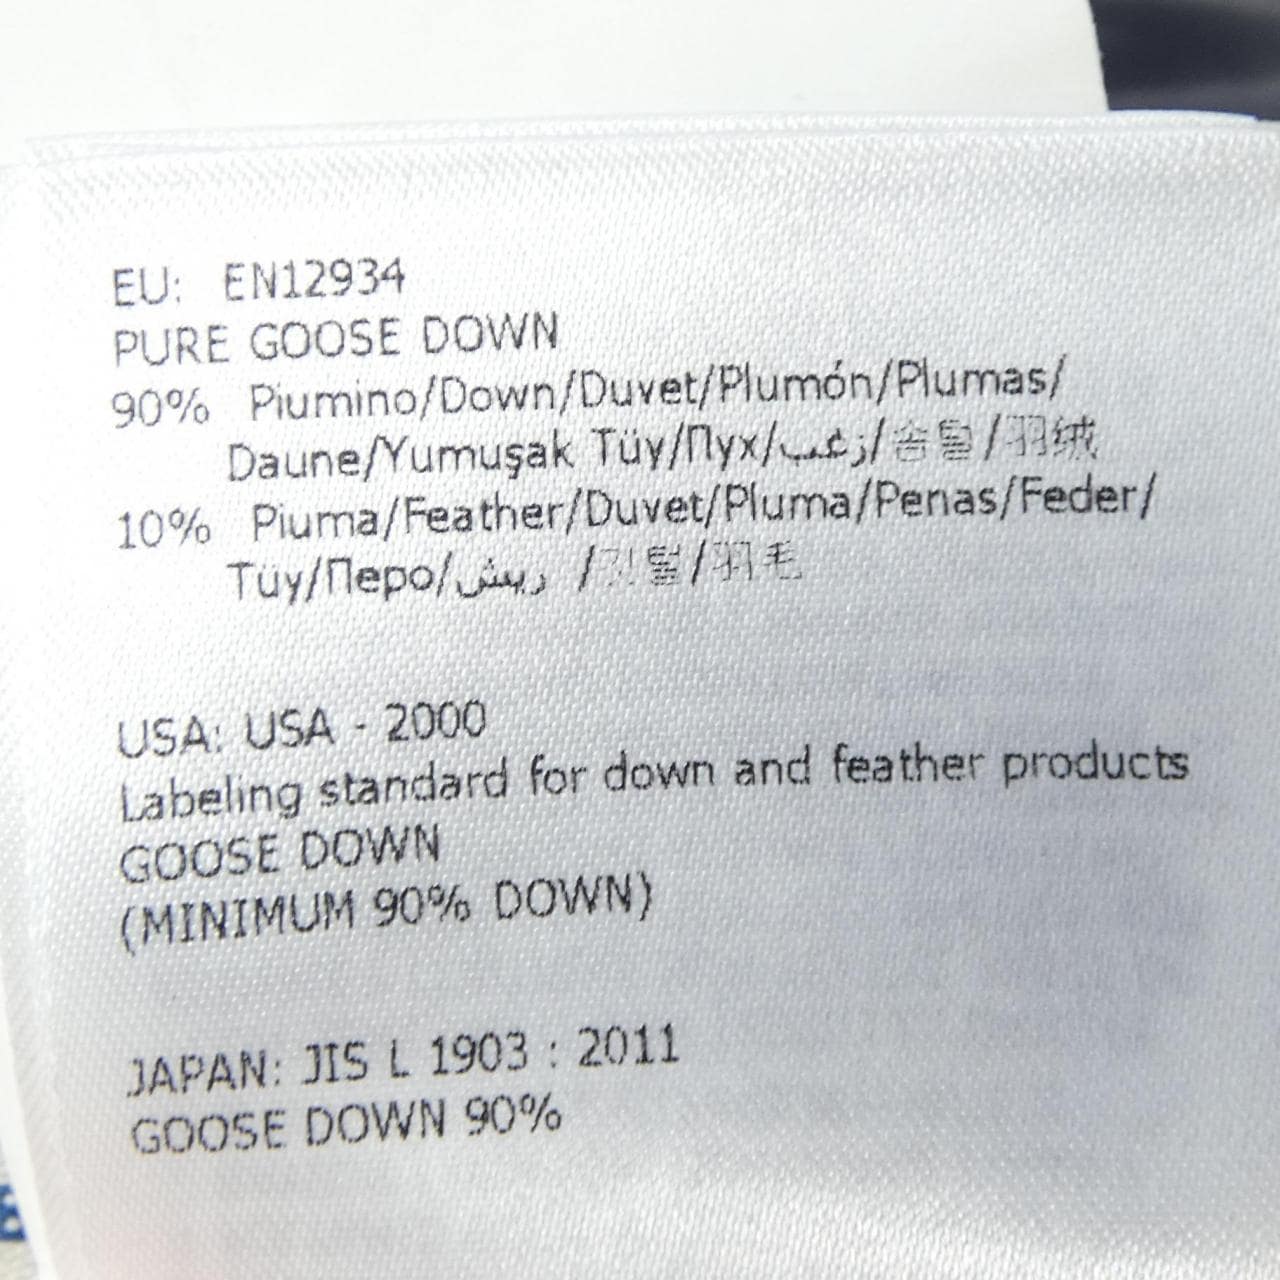 EU: EN12934
PURE GOOSE DOWN
90% Piumino/Down/Duvet/Plumón/Plumas/
Daune/Yumuşak Tüy/Пух/زغب/솜털/羽绒
10% Piuma/Feather/Duvet/Pluma/Penas/Feder/
Tüy/Перо/ريش /깃털/羽毛
USA: USA - 2000
Labeling standard for down and feather products
GOOSE DOWN
(MINIMUM 90% DOWN)
JAPAN: JIS L 1903 : 2011
GOOSE DOWN 90%